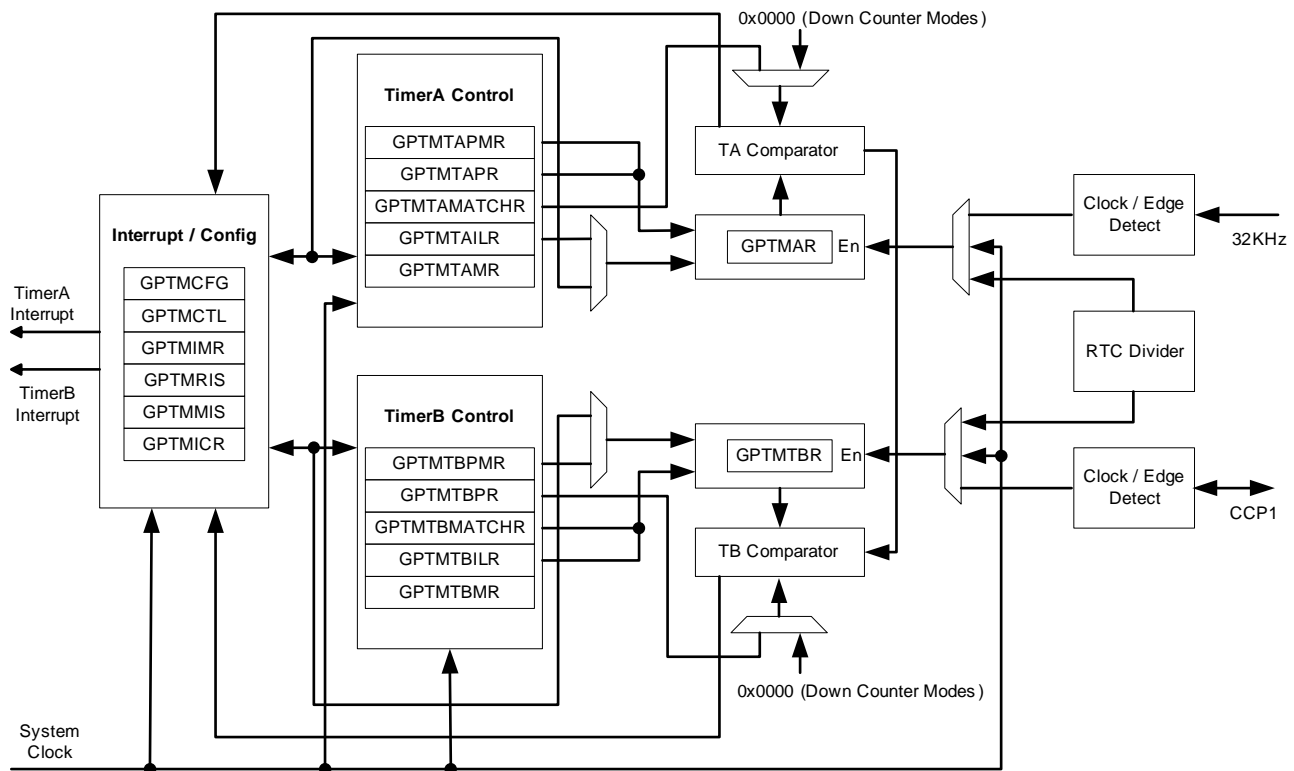 0x0000 (Down Counter Modes)
TimerA Control
GPTMTAPMR
GPTMTAPR
GPTMTAMATCHR
GPTMTAILR
GPTMTAMR
TA Comparator
GPTMAR
En
Clock / Edge
Detect
32KHz
Interrupt / Config
GPTMCFG
GPTMCTL
GPTMIMR
GPTMRIS
GPTMMIS
GPTMICR
TimerA
Interrupt
TimerB
Interrupt
RTC Divider
TimerB Control
GPTMTBPMR
GPTMTBPR
GPTMTBMATCHR
GPTMTBILR
GPTMTBMR
GPTMTBR
En
TB Comparator
Clock / Edge
Detect
CCP1
0x0000 (Down Counter Modes)
System
Clock